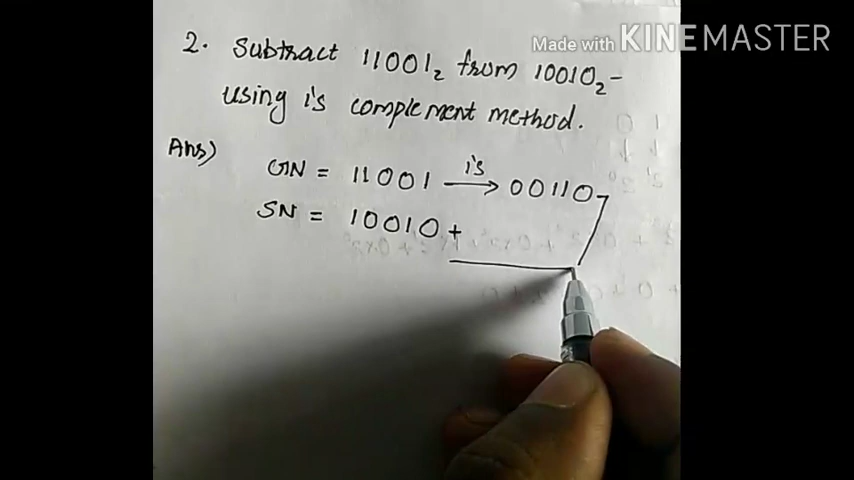 Made with KINEMASTER
2. Subtract 11001₂ from 10010₂-
using 1's complement method.
Ans)
GN = 11001 ⟶ 1's 00110
SN = 10010 +